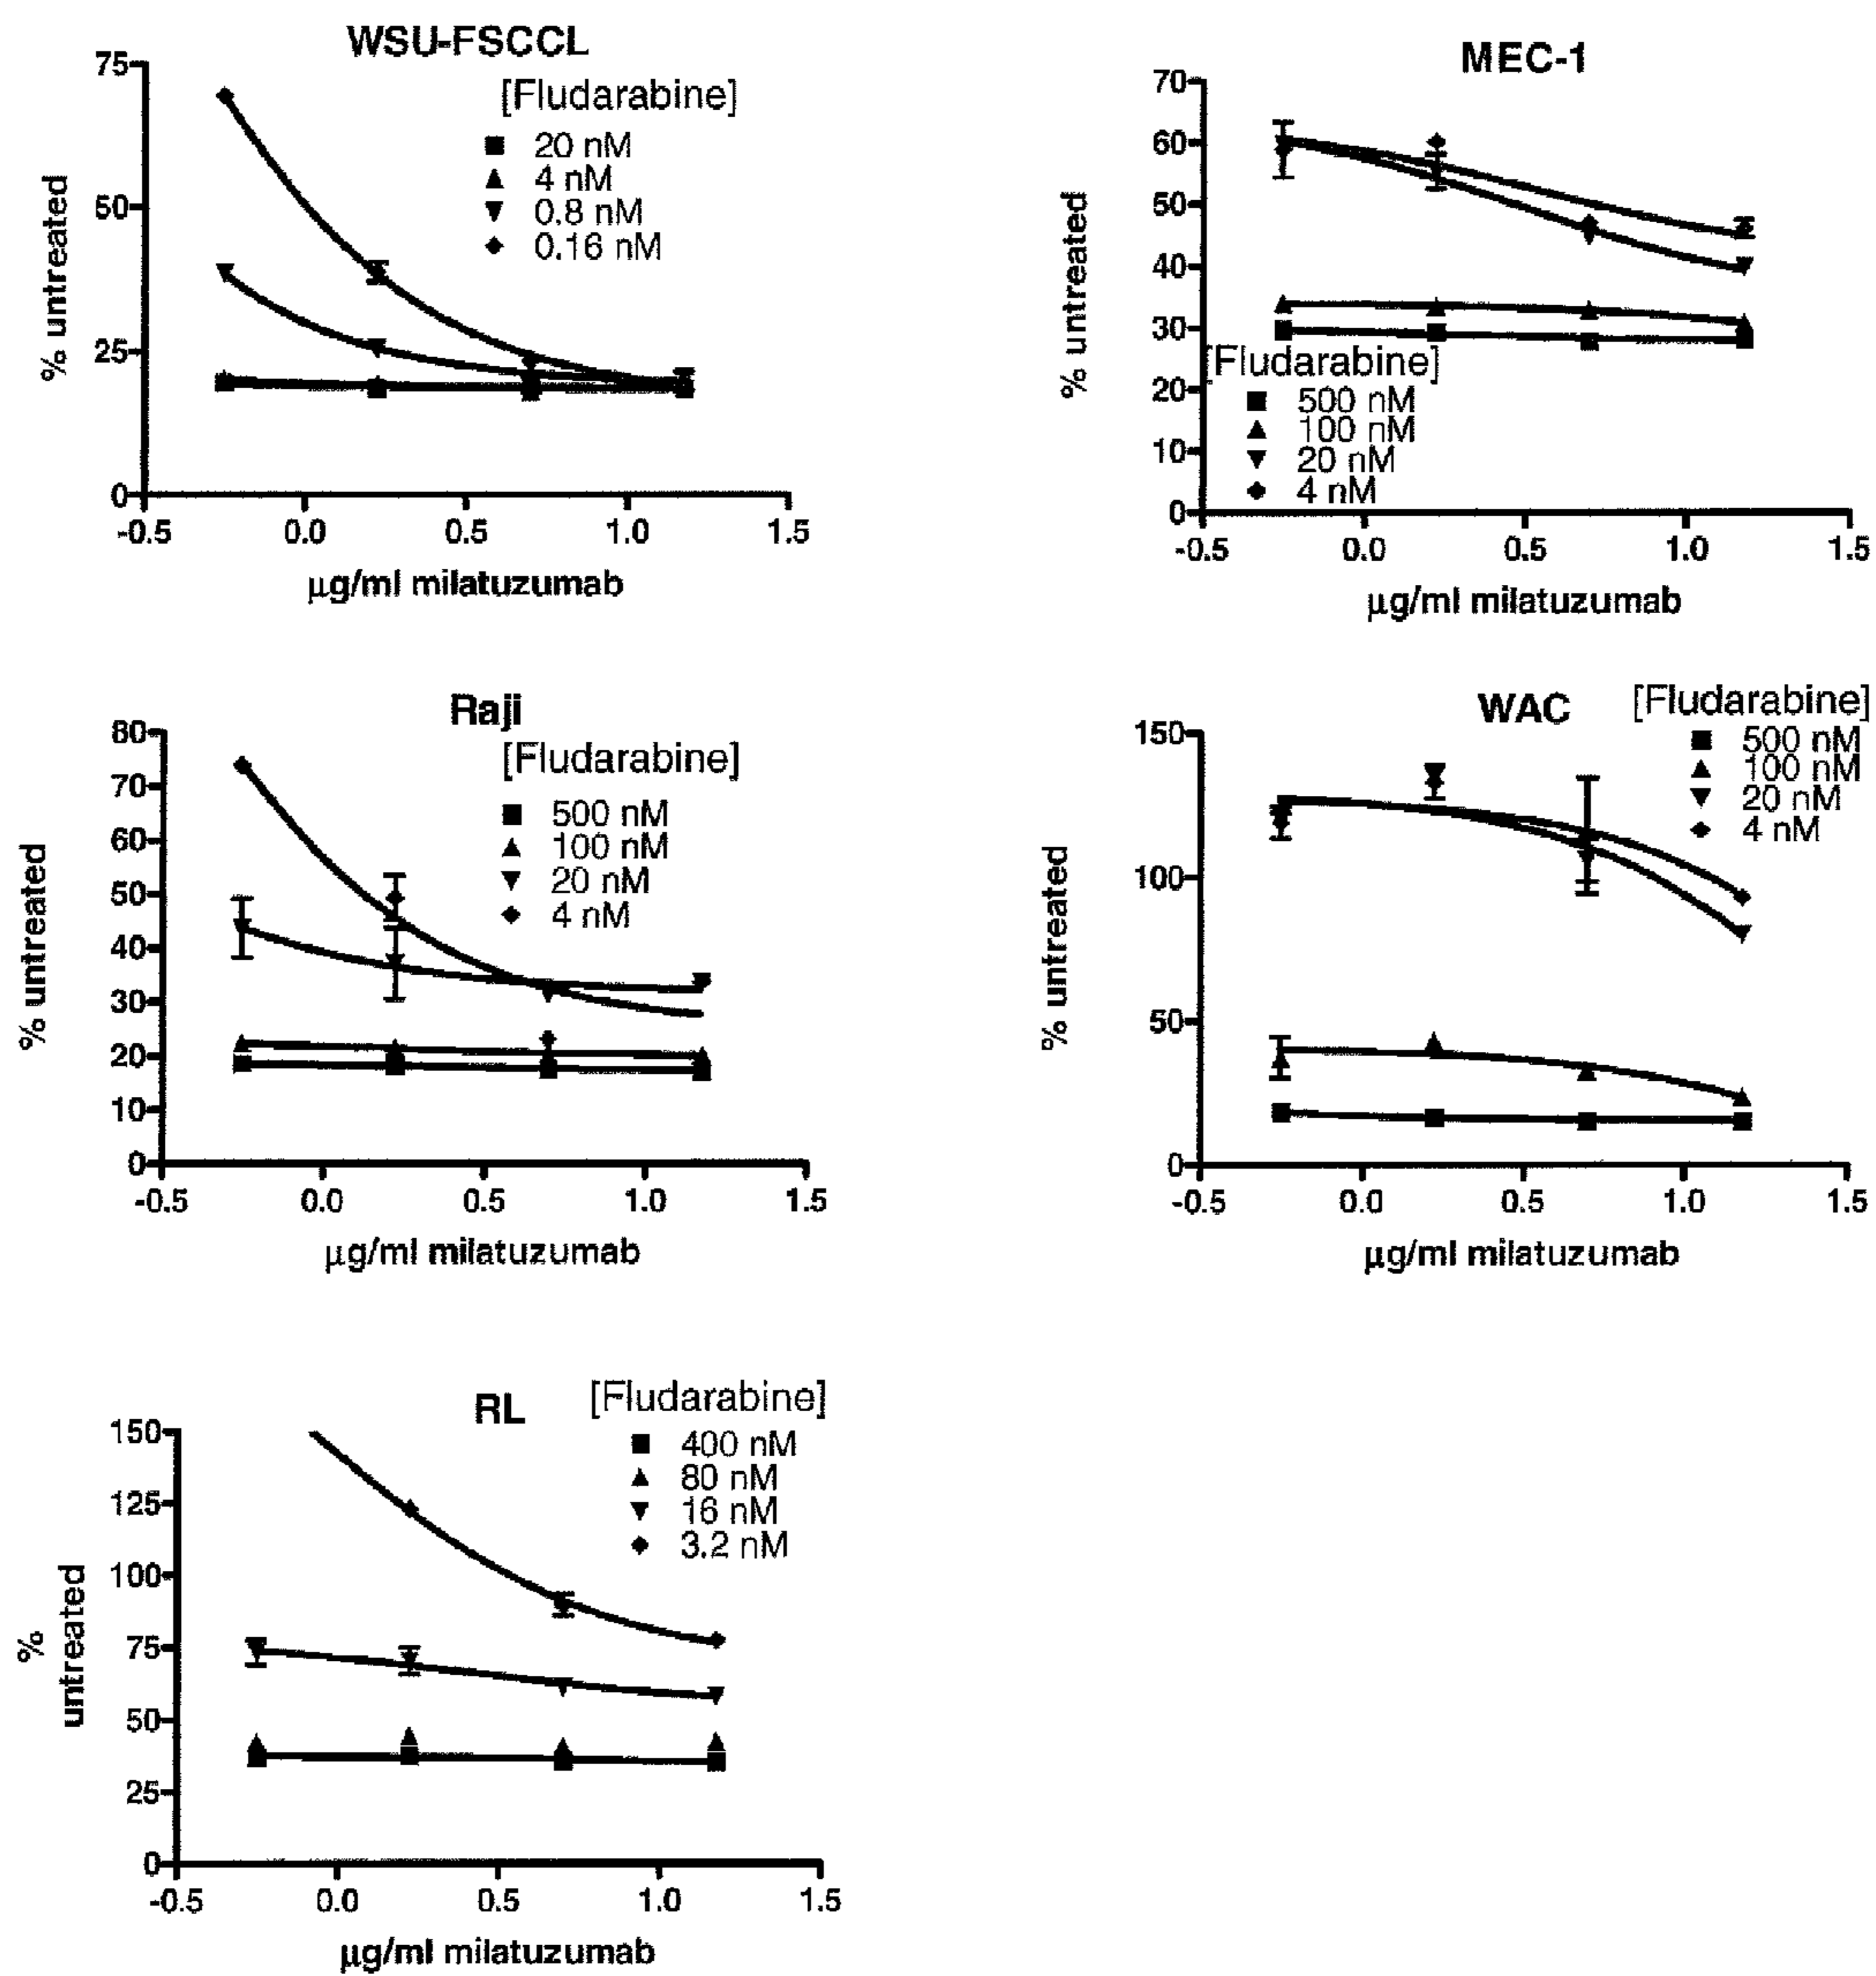 WSU-FSCCL
75
50
25
0
% untreated
[Fludarabine]
20 nM
4 nM
0.8 nM
0.16 nM
-0.5 0.0 0.5 1.0 1.5
µg/ml milatuzumab
MEC-1
70
60
50
40
30
20
10
0
% untreated
[Fludarabine]
500 nM
100 nM
20 nM
4 nM
-0.5 0.0 0.5 1.0 1.5
µg/ml milatuzumab
Raji
80
70
60
50
40
30
20
10
0
% untreated
[Fludarabine]
500 nM
100 nM
20 nM
4 nM
-0.5 0.0 0.5 1.0 1.5
µg/ml milatuzumab
WAC
150
100
50
0
% untreated
[Fludarabine]
500 nM
100 nM
20 nM
4 nM
-0.5 0.0 0.5 1.0 1.5
µg/ml milatuzumab
RL
150
125
100
75
50
25
0
%
untreated
[Fludarabine]
400 nM
80 nM
16 nM
3.2 nM
-0.5 0.0 0.5 1.0 1.5
µg/ml milatuzumab